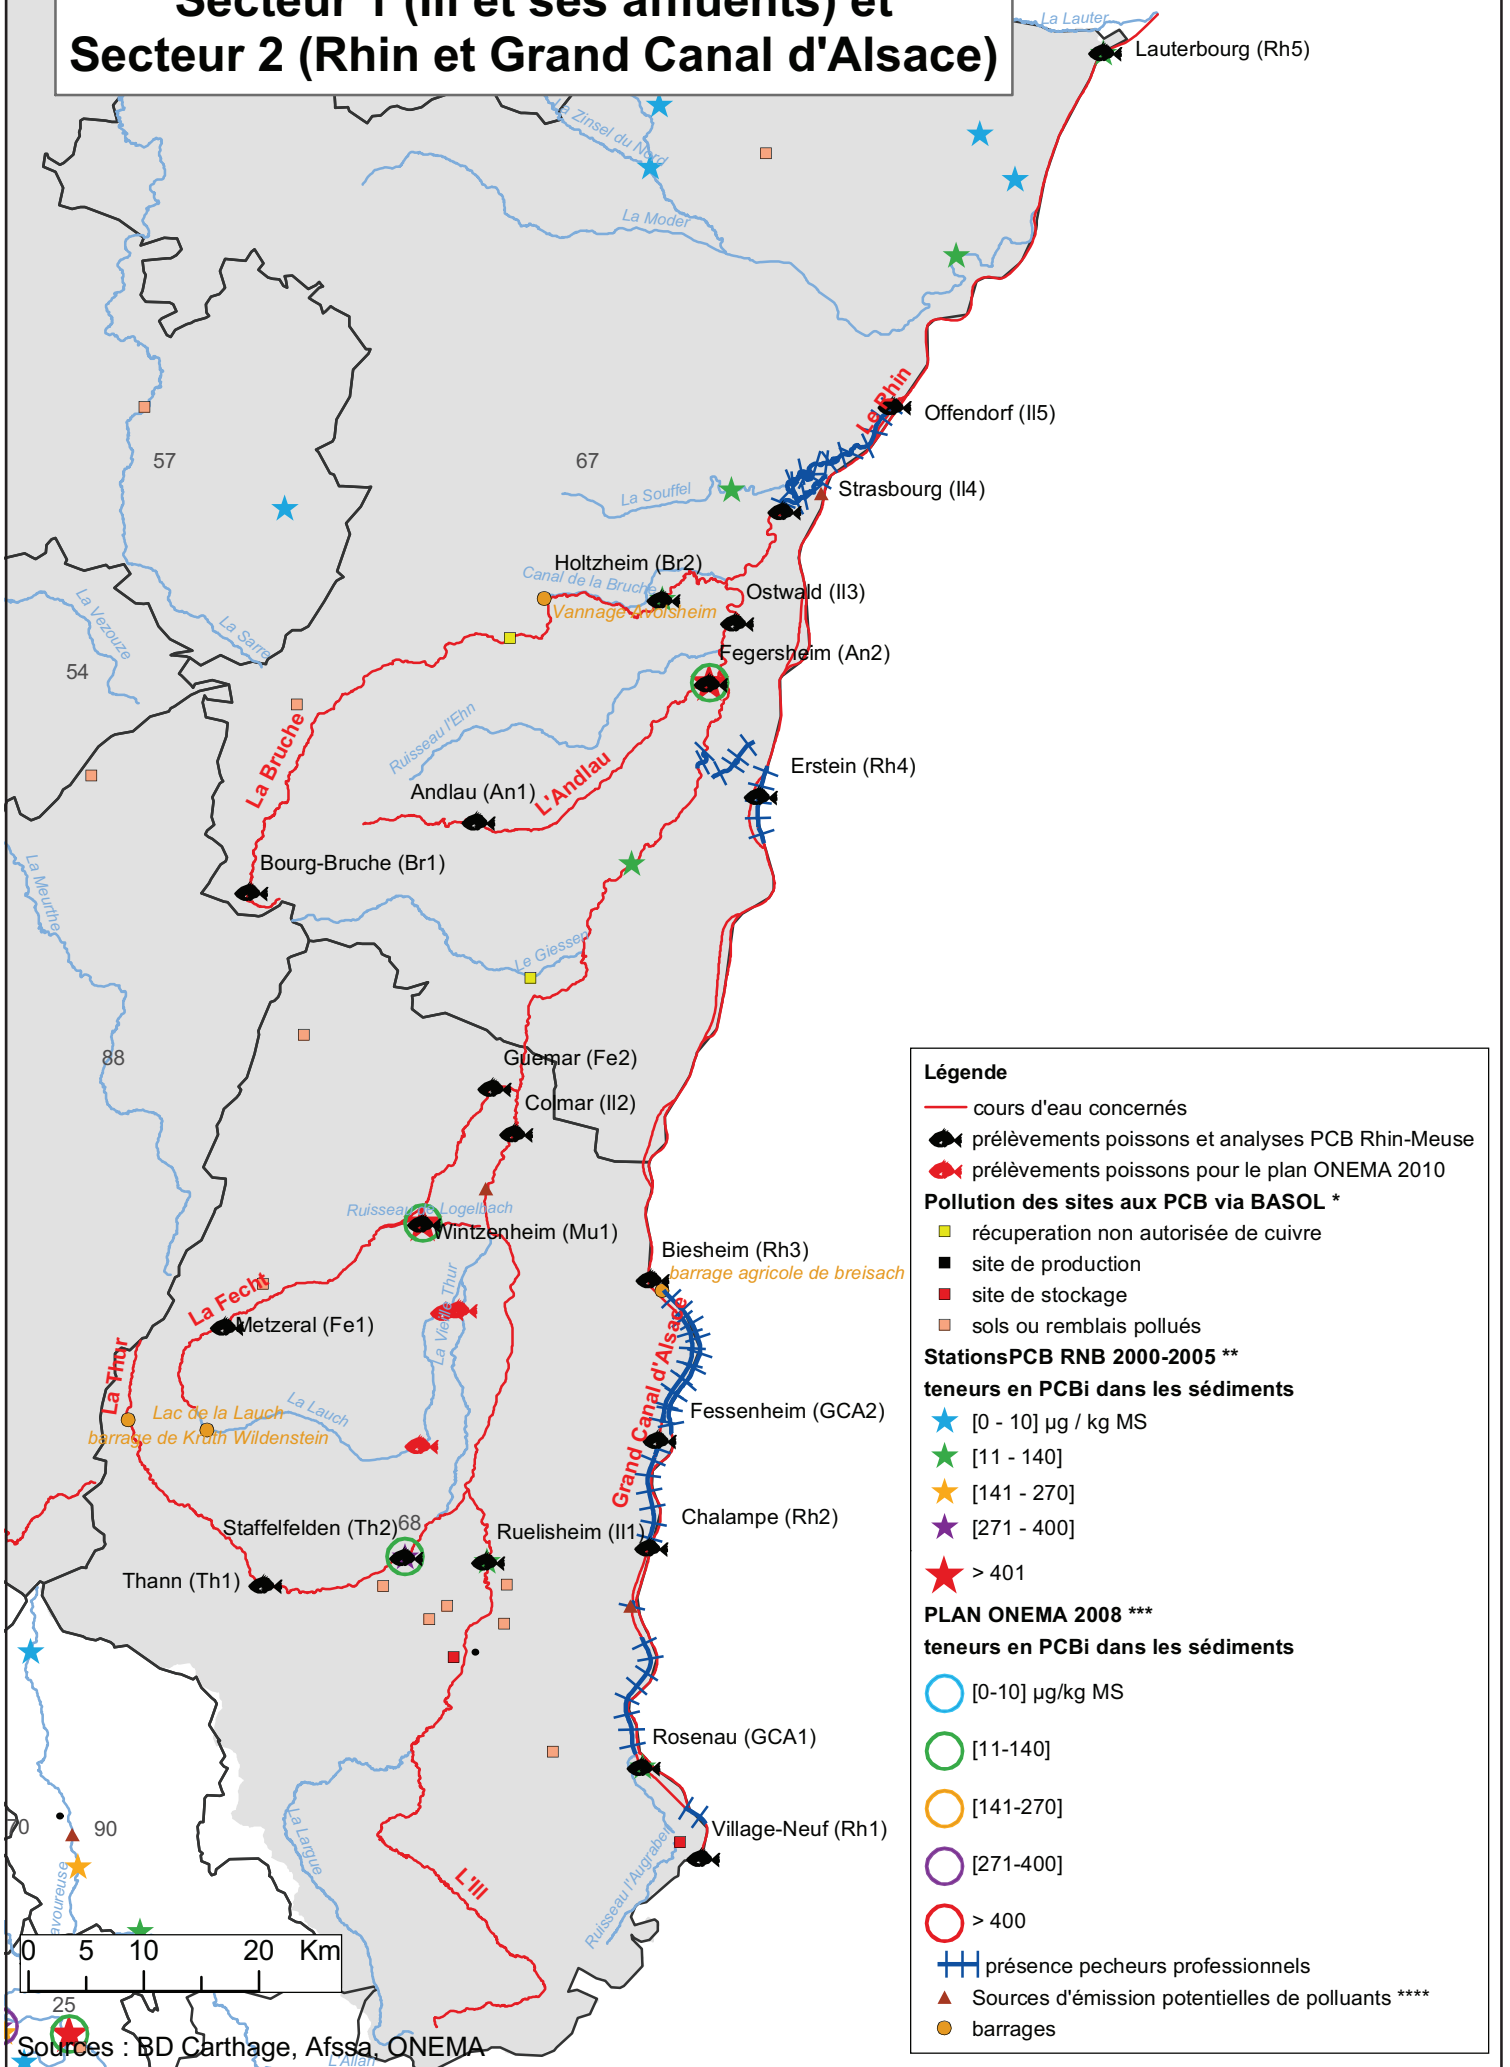 Secteur 1 (Ill et ses affluents) et
Secteur 2 (Rhin et Grand Canal d'Alsace)
La Lauter
Lauterbourg (Rh5)
La Zinsel du Nord
La Moder
Le Rhin
Offendorf (Il5)
57
67
La Souffel
Strasbourg (Il4)
Holtzheim (Br2)
Canal de la Bruche
Vannage Avolsheim
Ostwald (Il3)
La Vezouze
La Sarre
54
Fegersheim (An2)
La Bruche
Ruisseau l'Ehn
Erstein (Rh4)
Andlau (An1)
L'Andlau
Bourg-Bruche (Br1)
La Meurthe
Le Giessen
88
Guemar (Fe2)
Colmar (Il2)
Ruisseau de Logelbach
Wintzenheim (Mu1)
Biesheim (Rh3)
barrage agricole de breisach
La Fecht
Metzeral (Fe1)
La Vieille Thur
La Thur
Lac de la Lauch
La Lauch
barrage de Kruth Wildenstein
Grand Canal d'Alsace
Fessenheim (GCA2)
Chalampe (Rh2)
Staffelfelden (Th2)
68
Ruelisheim (Il1)
Thann (Th1)
Rosenau (GCA1)
Village-Neuf (Rh1)
Ruisseau l'Augraben
La Largue
L'Ill
70
90
avoureuse
0 5 10 20 Km
25
Sources : BD Carthage, Afssa, ONEMA
L'Allan
Légende
cours d'eau concernés
prélèvements poissons et analyses PCB Rhin-Meuse
prélèvements poissons pour le plan ONEMA 2010
Pollution des sites aux PCB via BASOL *
récuperation non autorisée de cuivre
site de production
site de stockage
sols ou remblais pollués
StationsPCB RNB 2000-2005 **
teneurs en PCBi dans les sédiments
[0 - 10] µg / kg MS
[11 - 140]
[141 - 270]
[271 - 400]
> 401
PLAN ONEMA 2008 ***
teneurs en PCBi dans les sédiments
[0-10] µg/kg MS
[11-140]
[141-270]
[271-400]
> 400
présence pecheurs professionnels
Sources d'émission potentielles de polluants ****
barrages